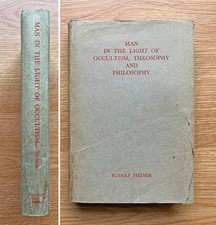 MAN IN THE LIGHT OF OCCULTISM
MAN
IN THE LIGHT OF
OCCULTISM, THEOSOPHY
AND
PHILOSOPHY
RUDOLF STEINER